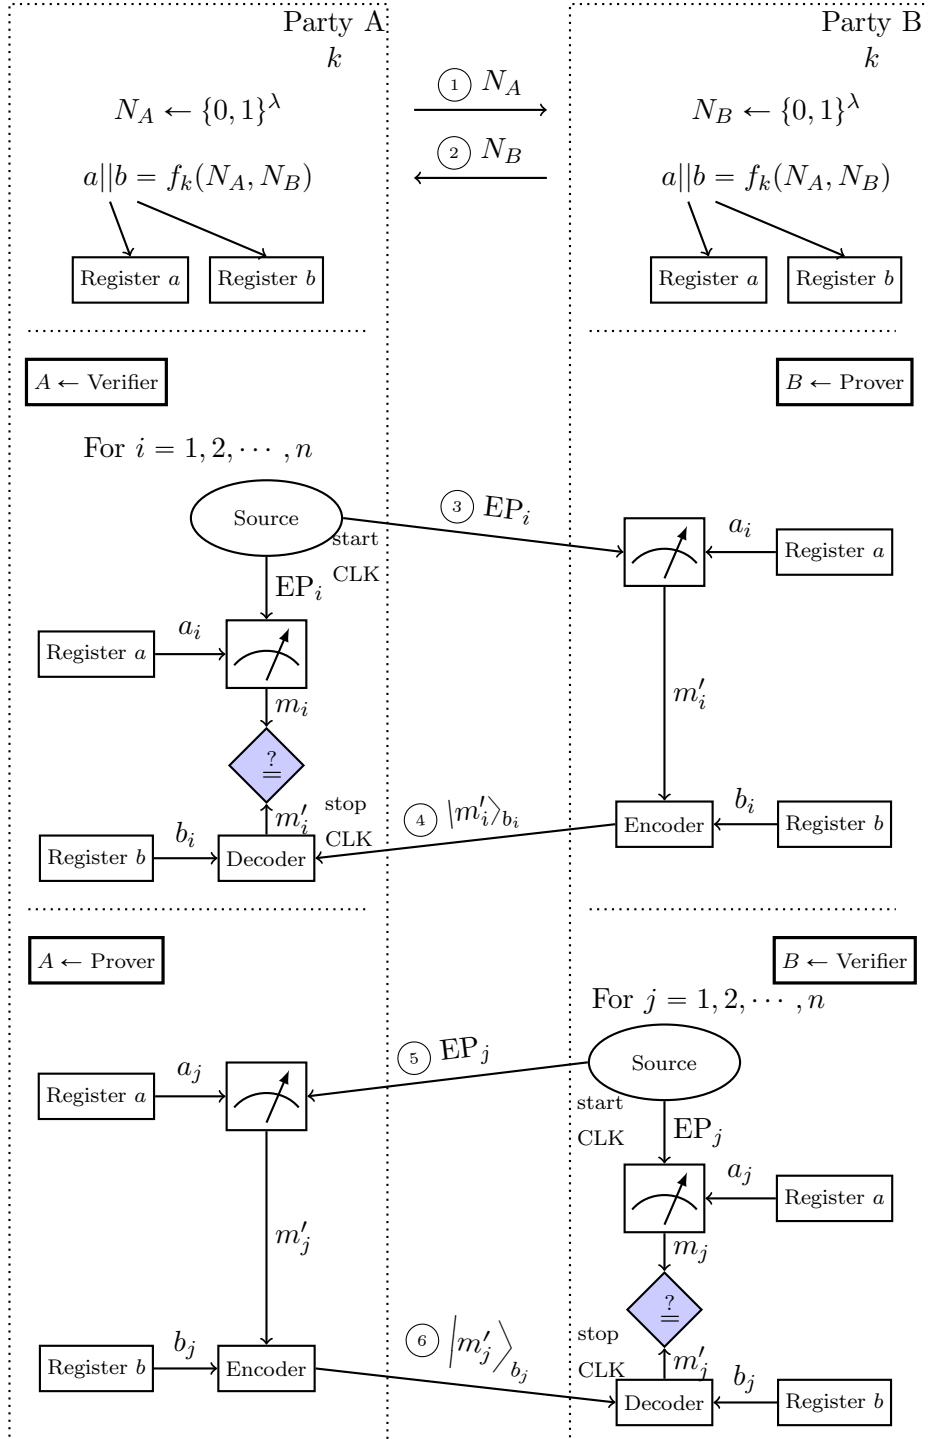 Party A
k
N_A ← {0, 1}^λ
a||b = f_k(N_A, N_B)
Register a
Register b
① N_A
② N_B
Party B
k
N_B ← {0, 1}^λ
a||b = f_k(N_A, N_B)
Register a
Register b
A ← Verifier
B ← Prover
For i = 1, 2, ⋯ , n
Source
start
CLK
③ EP_i
a_i
Register a
EP_i
Register a
a_i
m_i
m′_i
?
=
m′_i
stop
CLK
④ |m′_i⟩_{b_i}
Encoder
b_i
Register b
Register b
b_i
Decoder
A ← Prover
B ← Verifier
For j = 1, 2, ⋯ , n
Source
start
CLK
⑤ EP_j
Register a
a_j
EP_j
a_j
Register a
m′_j
m_j
?
=
m′_j
stop
CLK
⑥ |m′_j⟩_{b_j}
Register b
b_j
Encoder
Decoder
b_j
Register b